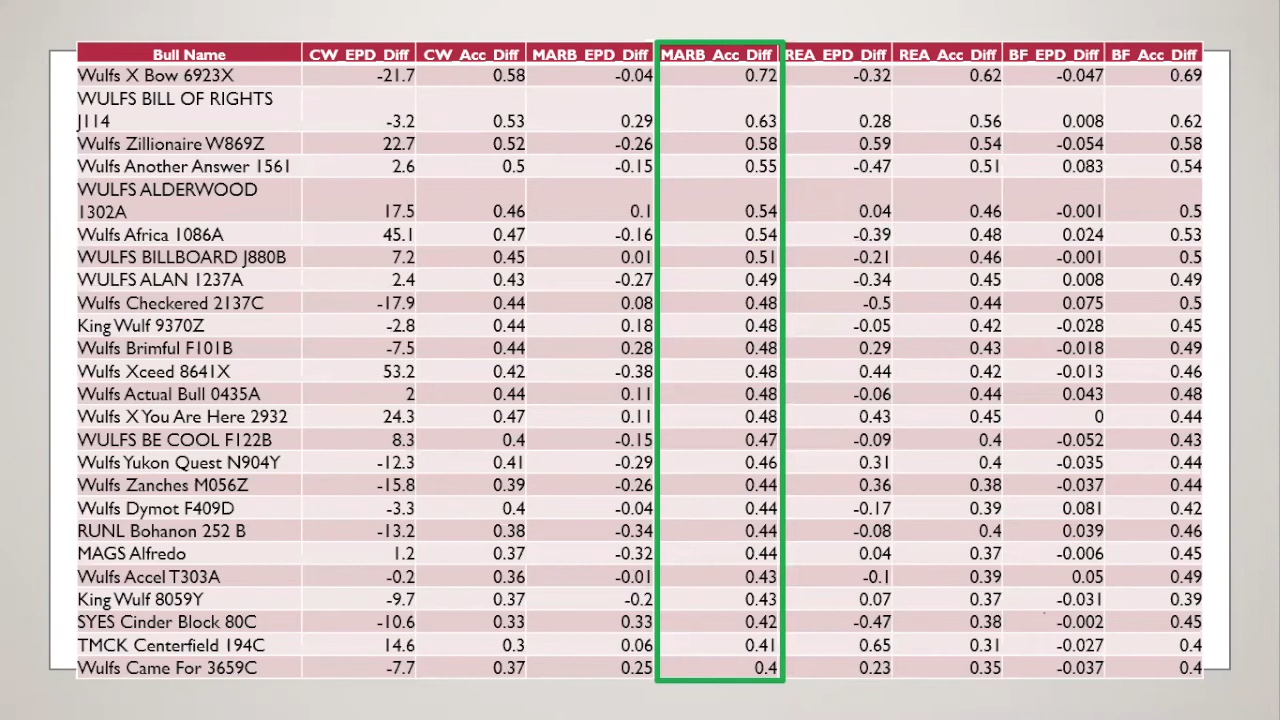 Bull Name CW_EPD_Diff CW_Acc_Diff MARB_EPD_Diff MARB_Acc_Diff REA_EPD_Diff REA_Acc_Diff BF_EPD_Diff BF_Acc_Diff
Wulfs X Bow 6923X -21.7 0.58 -0.04 0.72 -0.32 0.62 -0.047 0.69
WULFS BILL OF RIGHTS
J114 -3.2 0.53 0.29 0.63 0.28 0.56 0.008 0.62
Wulfs Zillionaire W869Z 22.7 0.52 -0.26 0.58 0.59 0.54 -0.054 0.58
Wulfs Another Answer 1561 2.6 0.5 -0.15 0.55 -0.47 0.51 0.083 0.54
WULFS ALDERWOOD
1302A 17.5 0.46 0.1 0.54 0.04 0.46 -0.001 0.5
Wulfs Africa 1086A 45.1 0.47 -0.16 0.54 -0.39 0.48 0.024 0.53
WULFS BILLBOARD J880B 7.2 0.45 0.01 0.51 -0.21 0.46 -0.001 0.5
WULFS ALAN 1237A 2.4 0.43 -0.27 0.49 -0.34 0.45 0.008 0.49
Wulfs Checkered 2137C -17.9 0.44 0.08 0.48 -0.5 0.44 0.075 0.5
King Wulf 9370Z -2.8 0.44 0.18 0.48 -0.05 0.42 -0.028 0.45
Wulfs Brimful F101B -7.5 0.44 0.28 0.48 0.29 0.43 -0.018 0.49
Wulfs Xceed 8641X 53.2 0.42 -0.38 0.48 0.44 0.42 -0.013 0.46
Wulfs Actual Bull 0435A 2 0.44 0.11 0.48 -0.06 0.44 0.043 0.48
Wulfs X You Are Here 2932 24.3 0.47 0.11 0.48 0.43 0.45 0 0.44
WULFS BE COOL F122B 8.3 0.4 -0.15 0.47 -0.09 0.4 -0.052 0.43
Wulfs Yukon Quest N904Y -12.3 0.41 -0.29 0.46 0.31 0.4 -0.035 0.44
Wulfs Zanches M056Z -15.8 0.39 -0.26 0.44 0.36 0.38 -0.037 0.44
Wulfs Dymot F409D -3.3 0.4 -0.04 0.44 -0.17 0.39 0.081 0.42
RUNL Bohanon 252 B -13.2 0.38 -0.34 0.44 -0.08 0.4 0.039 0.46
MAGS Alfredo 1.2 0.37 -0.32 0.44 0.04 0.37 -0.006 0.45
Wulfs Accel T303A -0.2 0.36 -0.01 0.43 -0.1 0.39 0.05 0.49
King Wulf 8059Y -9.7 0.37 -0.2 0.43 0.07 0.37 -0.031 0.39
SYES Cinder Block 80C -10.6 0.33 0.33 0.42 -0.47 0.38 -0.002 0.45
TMCK Centerfield 194C 14.6 0.3 0.06 0.41 0.65 0.31 -0.027 0.4
Wulfs Came For 3659C -7.7 0.37 0.25 0.4 0.23 0.35 -0.037 0.4